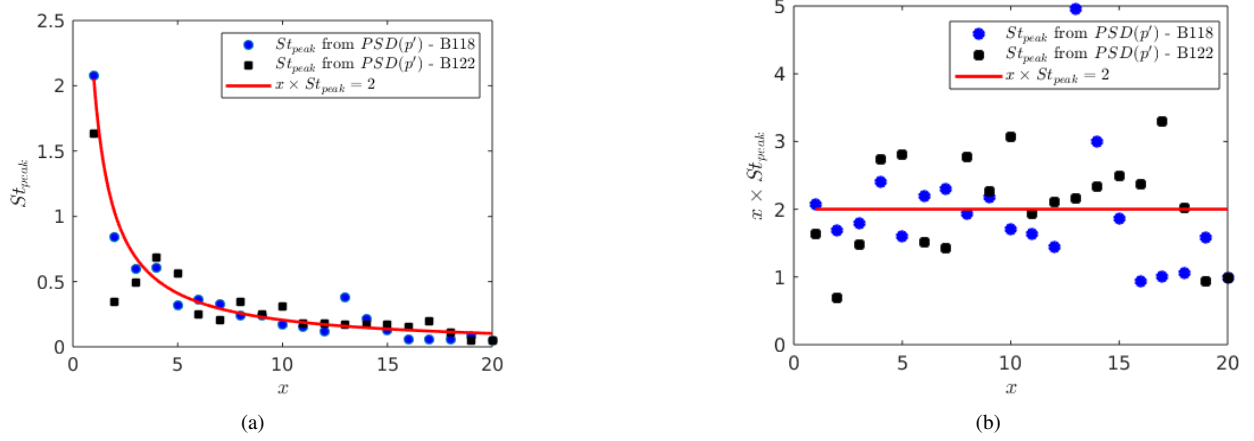 2.5
2
1.5
1
0.5
0
0
5
10
15
20
x
St_peak
St_peak from PSD(p′) - B118
St_peak from PSD(p′) - B122
x × St_peak = 2
(a)
5
4
3
2
1
0
0
5
10
15
20
x
x × St_peak
St_peak from PSD(p′) - B118
St_peak from PSD(p′) - B122
x × St_peak = 2
(b)